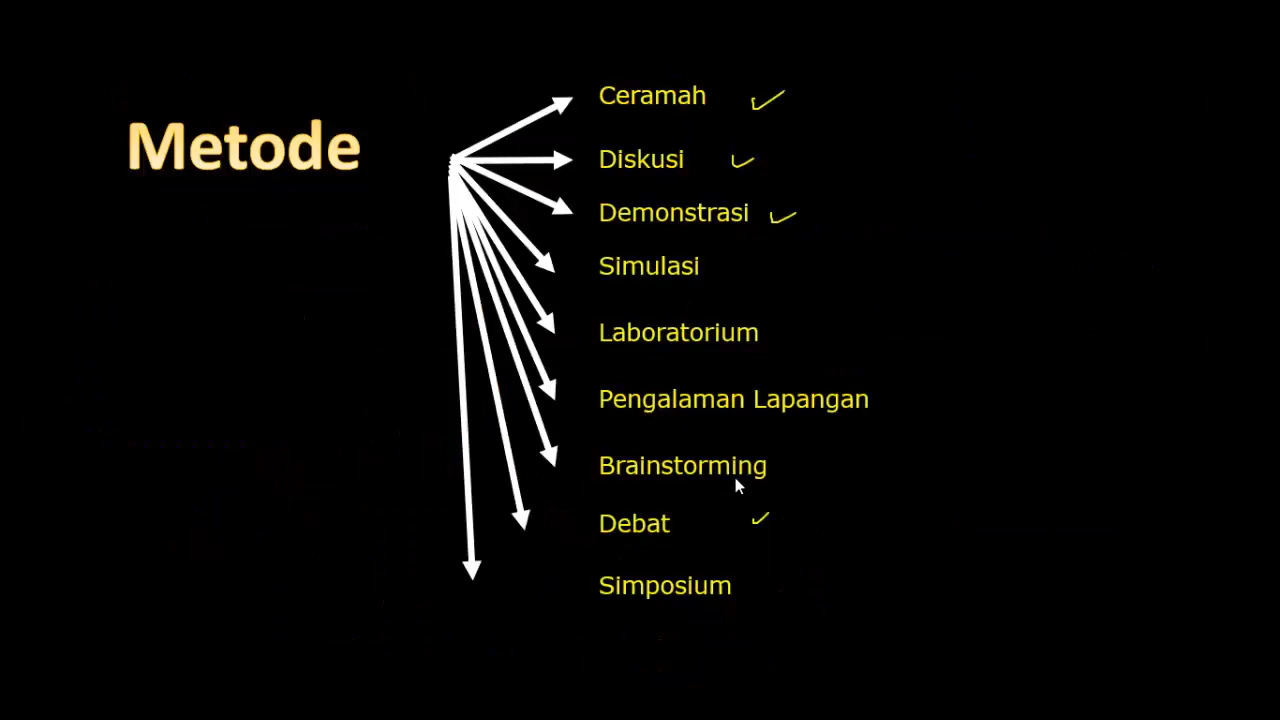 Metode
Ceramah
Diskusi
Demonstrasi
Simulasi
Laboratorium
Pengalaman Lapangan
Brainstorming
Debat
Simposium